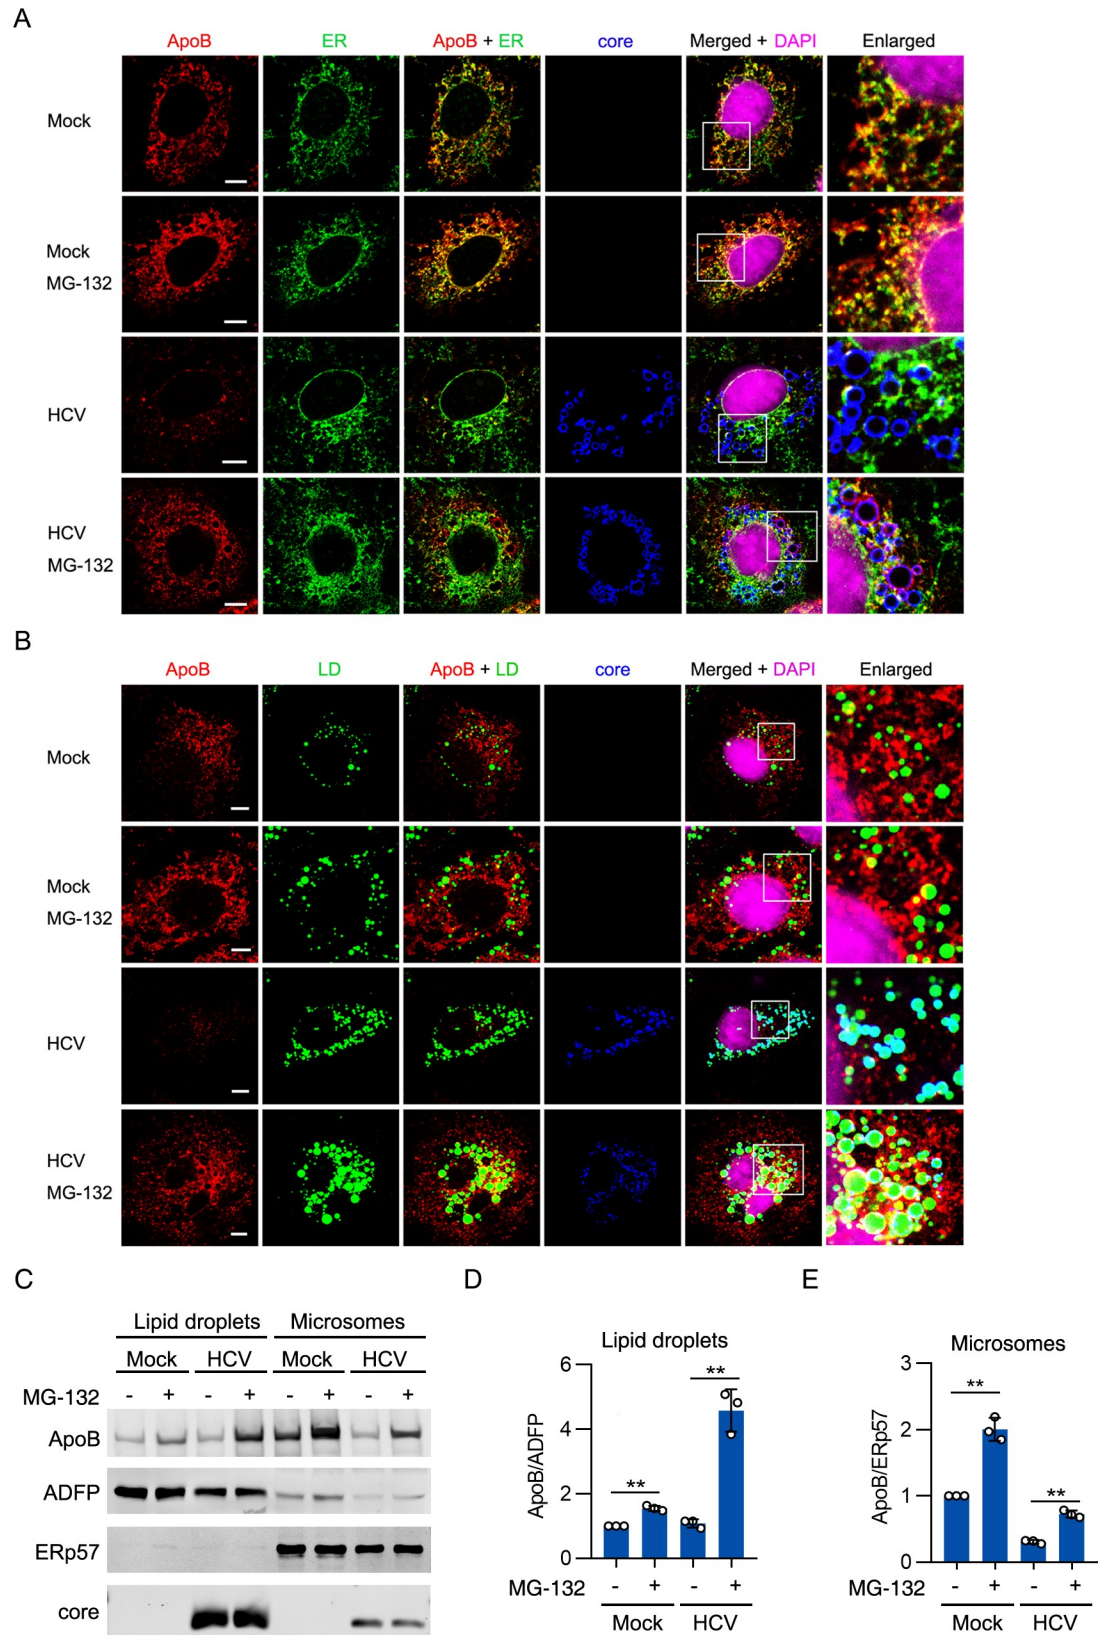 A
ApoB ER ApoB + ER core Merged + DAPI Enlarged
Mock
Mock
MG-132
HCV
HCV
MG-132
B
ApoB LD ApoB + LD core Merged + DAPI Enlarged
Mock
Mock
MG-132
HCV
HCV
MG-132
C
Lipid droplets Microsomes
Mock HCV Mock HCV
MG-132 - + - + - + - +
ApoB
ADFP
ERp57
core
D
Lipid droplets
ApoB/ADFP
6
4
2
0
**
**
MG-132 - + - +
Mock HCV
E
Microsomes
ApoB/ERp57
3
2
1
0
**
**
MG-132 - + - +
Mock HCV